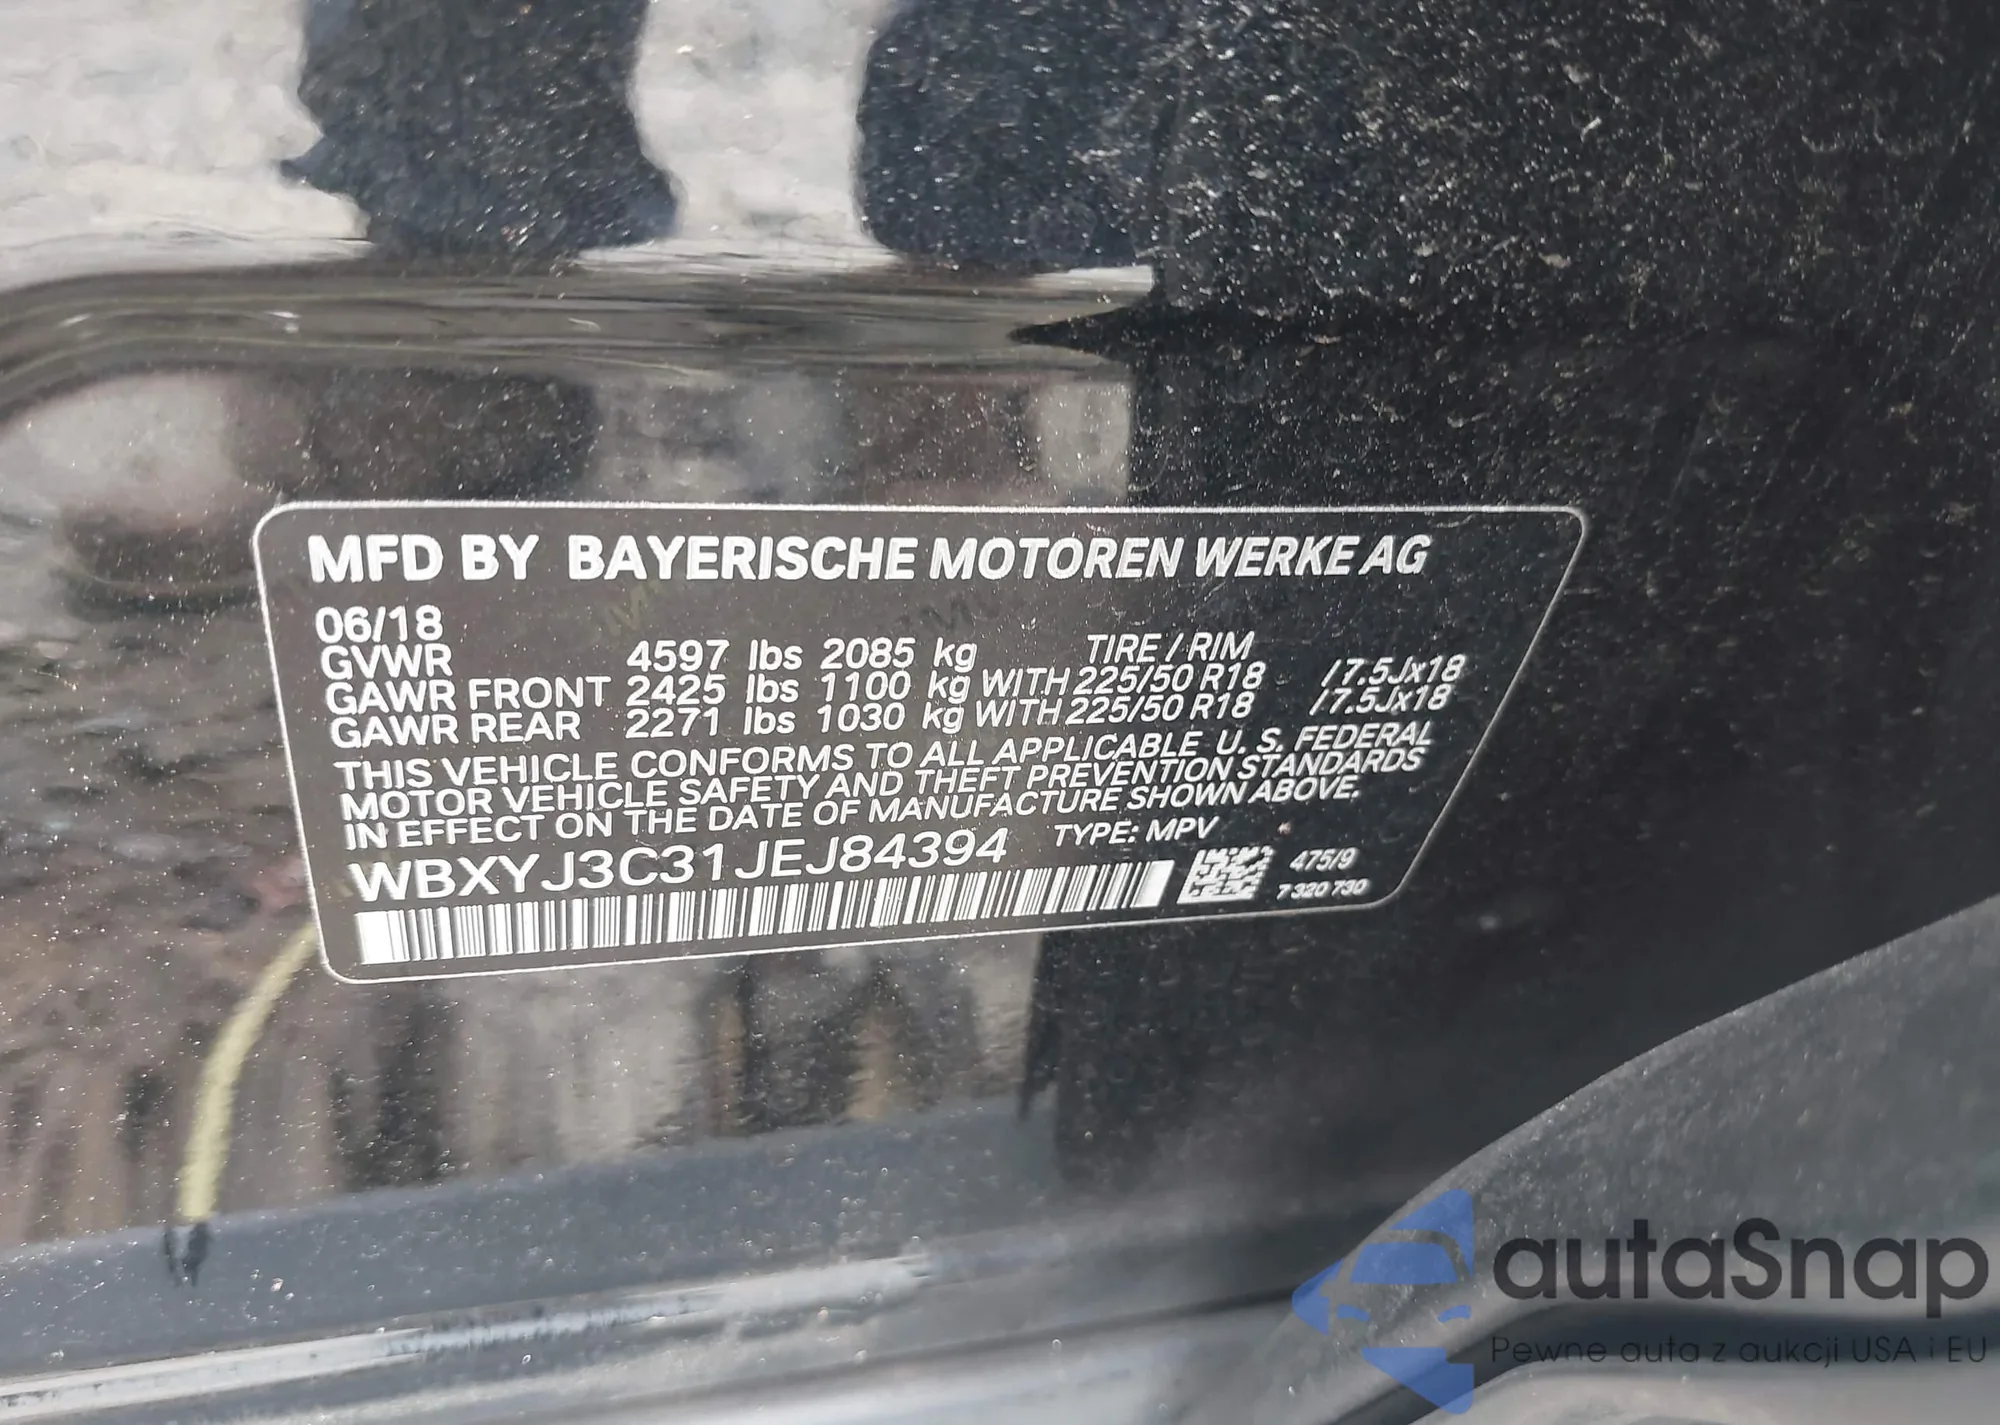 MFD BY BAYERISCHE MOTOREN WERKE AG
06/18
GVWR 4597 lbs 2085 kg TIRE / RIM
GAWR FRONT 2425 lbs 1100 kg WITH 225/50 R18 /7.5Jx18
GAWR REAR 2271 lbs 1030 kg WITH 225/50 R18 /7.5Jx18
THIS VEHICLE CONFORMS TO ALL APPLICABLE U. S. FEDERAL
MOTOR VEHICLE SAFETY AND THEFT PREVENTION STANDARDS
IN EFFECT ON THE DATE OF MANUFACTURE SHOWN ABOVE.
WBXYJ3C31JEJ84394 TYPE: MPV
475/9
7 320 730
autaSnap
Pewne auta z aukcji USA i EU